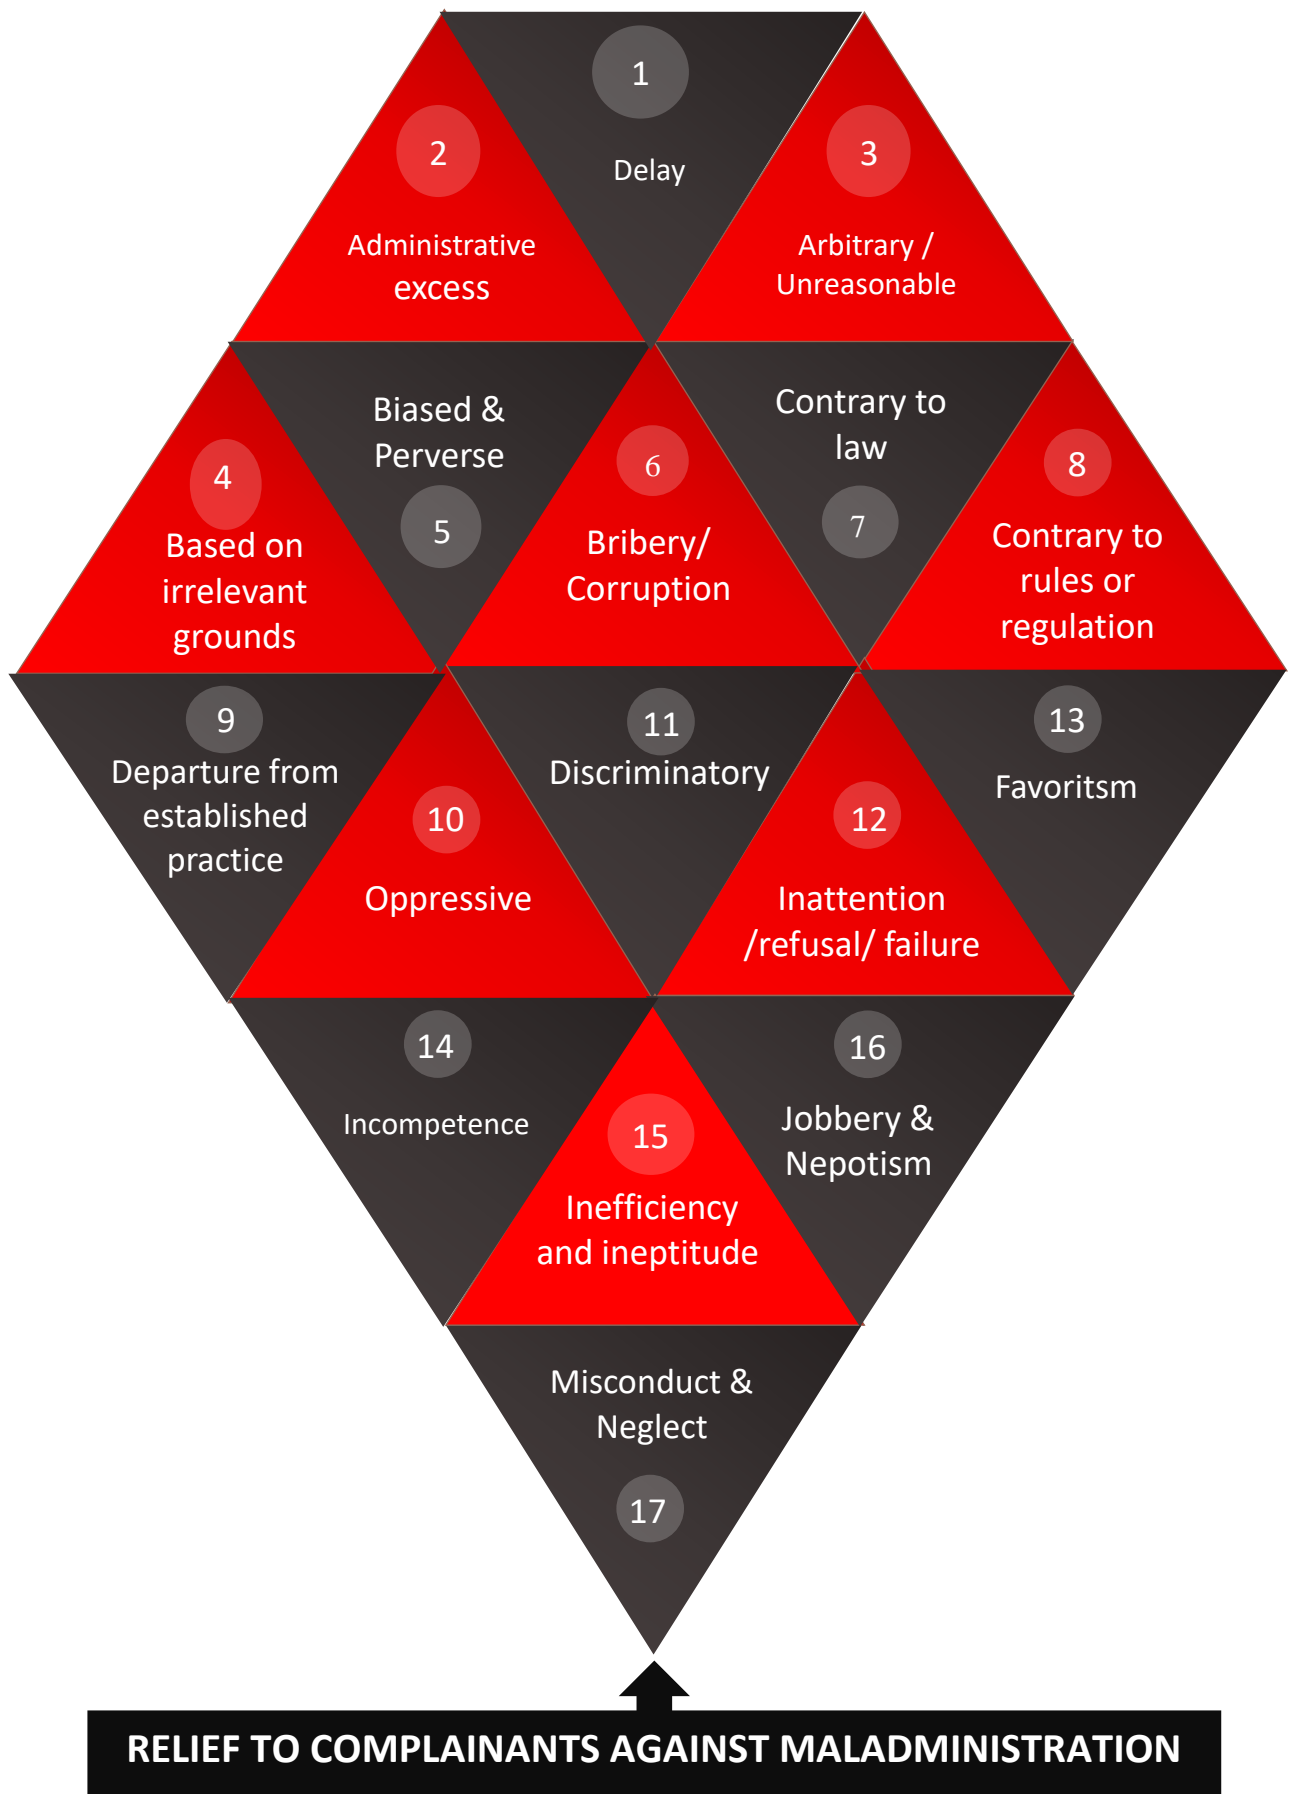 1
Delay
2
Administrative
excess
3
Arbitrary /
Unreasonable
4
Based on
irrelevant
grounds
Biased &
Perverse
5
6
Bribery/
Corruption
Contrary to
law
7
8
Contrary to
rules or
regulation
9
Departure from
established
practice
10
Oppressive
11
Discriminatory
12
Inattention
/refusal/ failure
13
Favoritsm
14
Incompetence
15
Inefficiency
and ineptitude
16
Jobbery &
Nepotism
Misconduct &
Neglect
17
RELIEF TO COMPLAINANTS AGAINST MALADMINISTRATION